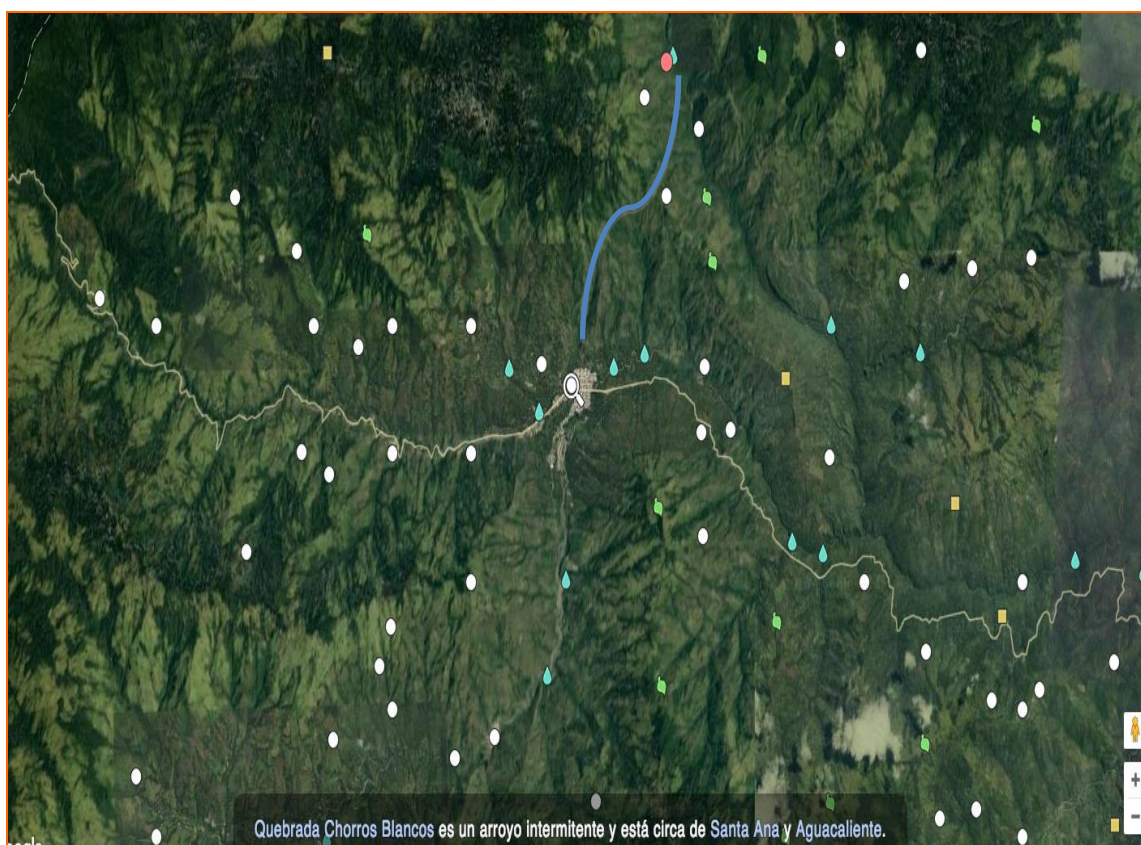 Quebrada Chorros Blancos es un arroyo intermitente y está circa de Santa Ana y Aguacaliente.
+
−